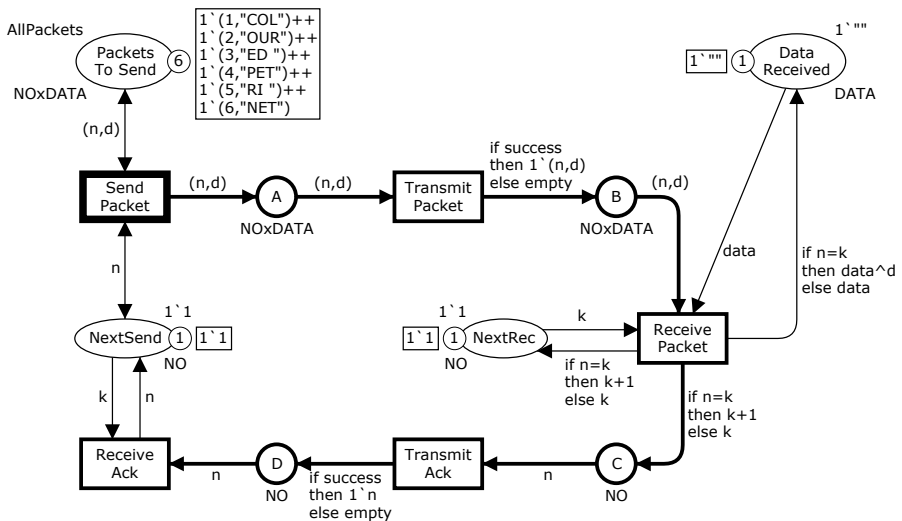 AllPackets
Packets
To Send
6
1`(1,"COL")++
1`(2,"OUR")++
1`(3,"ED ")++
1`(4,"PET")++
1`(5,"RI ")++
1`(6,"NET")
NOxDATA
1`""
1`""
1
Data
Received
DATA
(n,d)
Send
Packet
(n,d)
A
NOxDATA
(n,d)
Transmit
Packet
if success
then 1`(n,d)
else empty
B
NOxDATA
(n,d)
n
data
if n=k
then data^d
else data
1`1
NextSend
1
1`1
NO
1`1
1`1
1
NextRec
NO
k
if n=k
then k+1
else k
Receive
Packet
k
n
if n=k
then k+1
else k
Receive
Ack
n
D
NO
if success
then 1`n
else empty
Transmit
Ack
n
C
NO